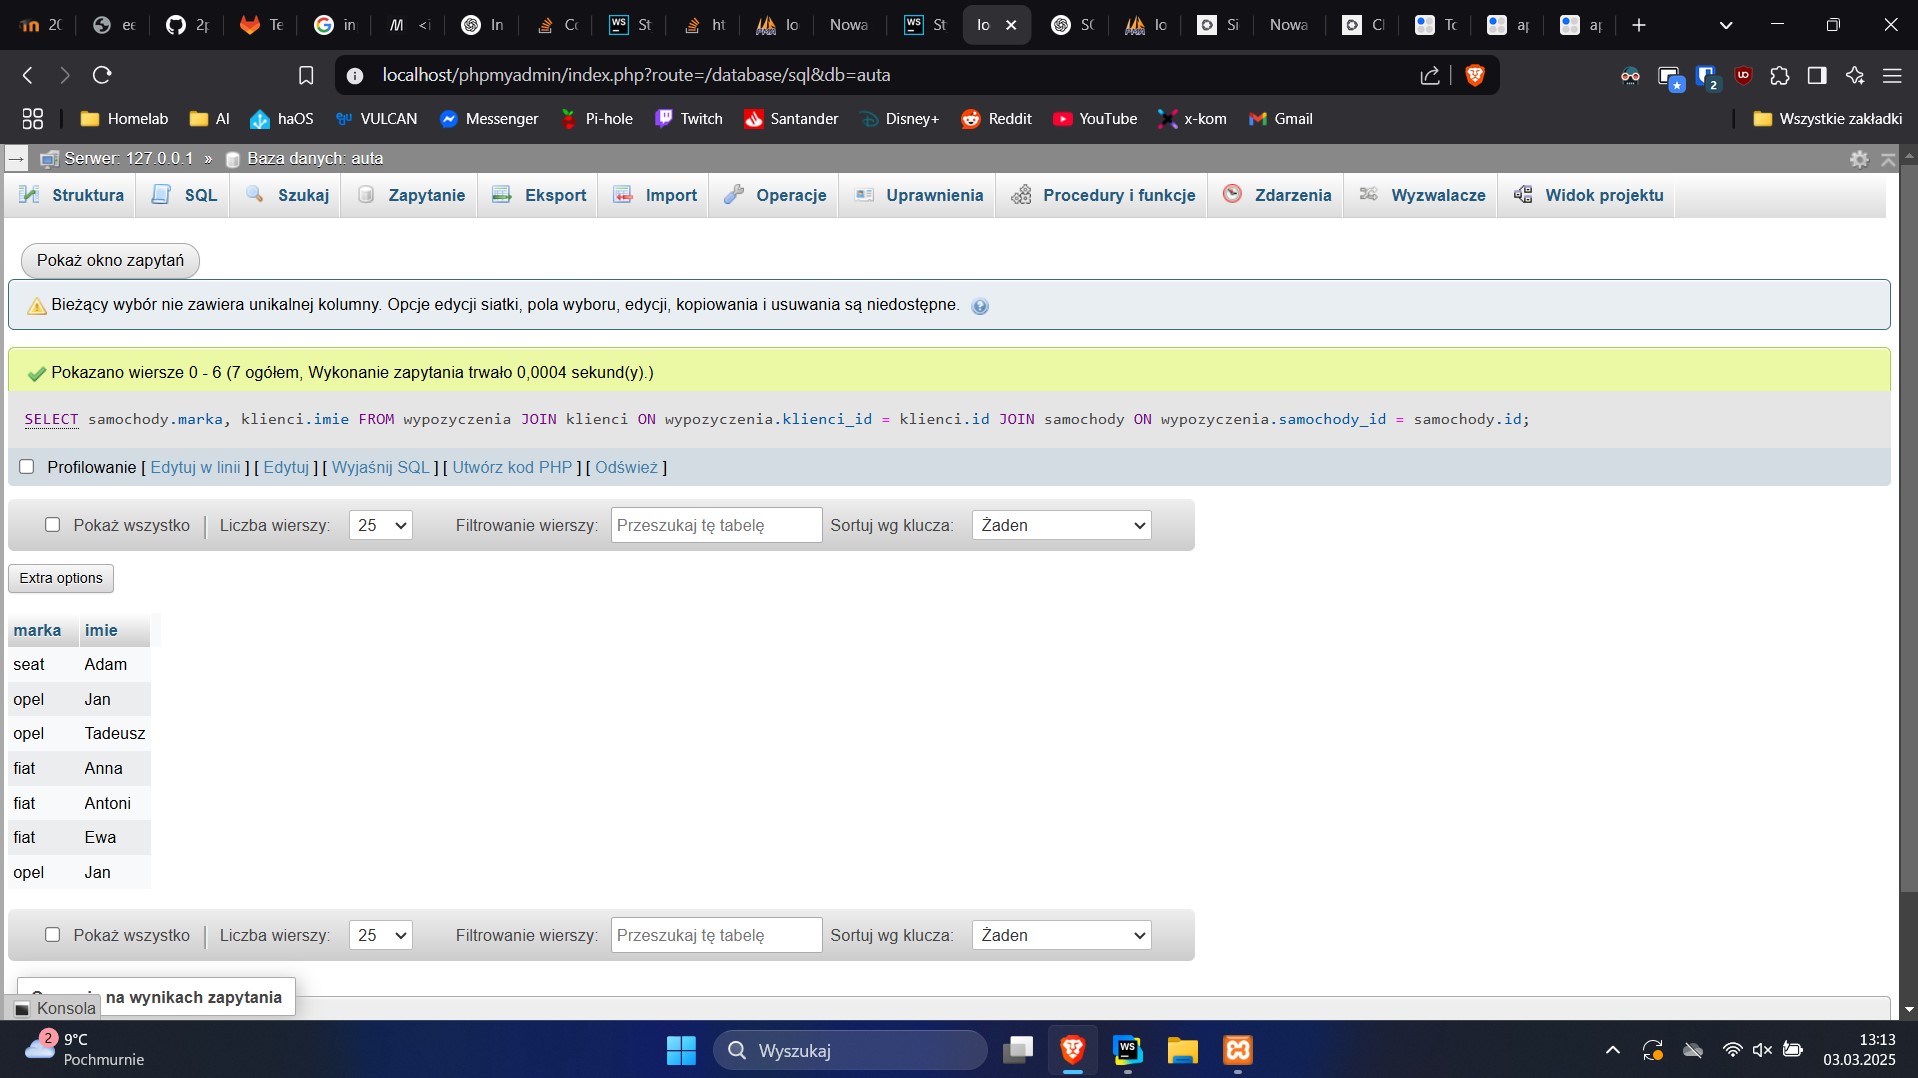 20
ee
2p
Te
in
M <i
In
Co
St
ht
lo
Nowa
St
lo
SC
lo
Si
Nowa
Cl
To
ap
ap
localhost/phpmyadmin/index.php?route=/database/sql&db=auta
2
Homelab
AI
haOS
VULCAN
Messenger
Pi-hole
Twitch
Santander
Disney+
Reddit
YouTube
x-kom
Gmail
Wszystkie zakładki
Serwer: 127.0.0.1 » Baza danych: auta
Struktura
SQL
Szukaj
Zapytanie
Eksport
Import
Operacje
Uprawnienia
Procedury i funkcje
Zdarzenia
Wyzwalacze
Widok projektu
Pokaż okno zapytań
Bieżący wybór nie zawiera unikalnej kolumny. Opcje edycji siatki, pola wyboru, edycji, kopiowania i usuwania są niedostępne.
Pokazano wiersze 0 - 6 (7 ogółem, Wykonanie zapytania trwało 0,0004 sekund(y).)
SELECT samochody.marka, klienci.imie FROM wypozyczenia JOIN klienci ON wypozyczenia.klienci_id = klienci.id JOIN samochody ON wypozyczenia.samochody_id = samochody.id;
Profilowanie [ Edytuj w linii ] [ Edytuj ] [ Wyjaśnij SQL ] [ Utwórz kod PHP ] [ Odśwież ]
Pokaż wszystko | Liczba wierszy: 25 Filtrowanie wierszy: Przeszukaj tę tabelę Sortuj wg klucza: Żaden
Extra options
marka imie
seat Adam
opel Jan
opel Tadeusz
fiat Anna
fiat Antoni
fiat Ewa
opel Jan
Pokaż wszystko | Liczba wierszy: 25 Filtrowanie wierszy: Przeszukaj tę tabelę Sortuj wg klucza: Żaden
na wynikach zapytania
Konsola
2
9°C
Pochmurnie
Wyszukaj
WS
13:13
03.03.2025